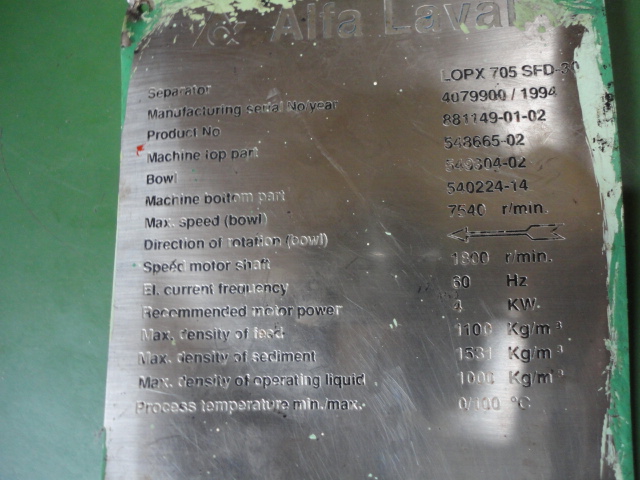 Alfa Laval
Separator LOPX 705 SFD-30
Manufacturing serial No/year 4079900 / 1994
Product No 881149-01-02
Machine top part 548665-02
Bowl
Machine bottom part 540224-14
Max. speed (bowl) 7540 r/min.
Direction of rotation (bowl)
Speed motor shaft 1800 r/min.
El. current frequency 60 Hz
Recommended motor power 4 KW.
Max. density of feed 1100 Kg/m³
Max. density of sediment 1531 Kg/m³
Max. density of operating liquid 1000 Kg/m³
Process temperature min./max. 0/100 °C